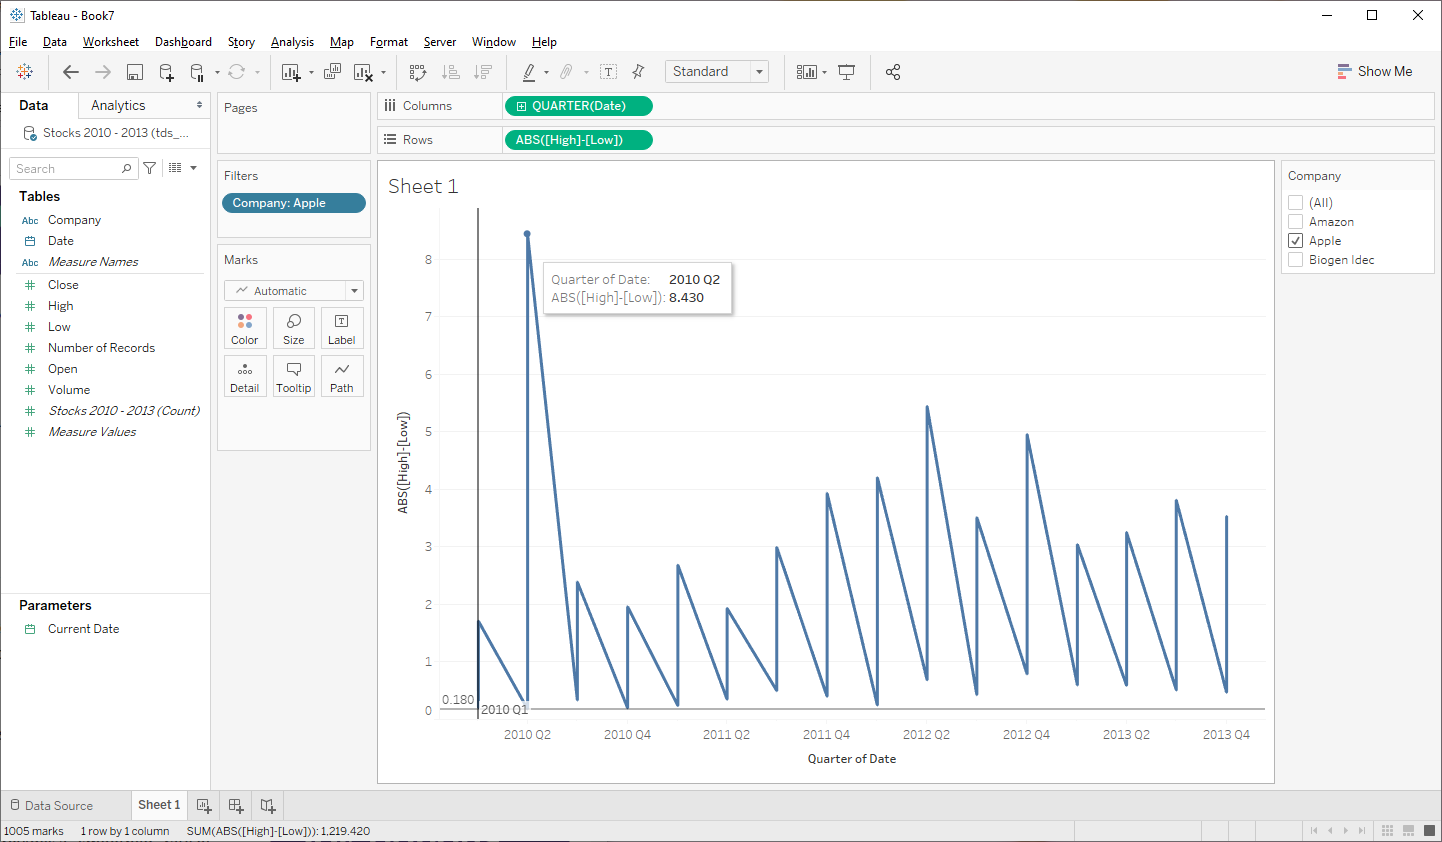 Tableau - Book7
File Data Worksheet Dashboard Story Analysis Map Format Server Window Help
Standard
Show Me
Data Analytics
Stocks 2010 - 2013 (tds_...
Search
Tables
Abc Company
Date
Abc Measure Names
Close
High
Low
Number of Records
Open
Volume
Stocks 2010 - 2013 (Count)
Measure Values
Parameters
Current Date
Pages
Filters
Company: Apple
Marks
Automatic
Color Size Label
Detail Tooltip Path
Columns QUARTER(Date)
Rows ABS([High]-[Low])
Sheet 1
8
7
6
5
4
3
2
1
0
ABS([High]-[Low])
Quarter of Date: 2010 Q2
ABS([High]-[Low]): 8.430
0.180
2010 Q1
2010 Q2 2010 Q4 2011 Q2 2011 Q4 2012 Q2 2012 Q4 2013 Q2 2013 Q4
Quarter of Date
Company
(All)
Amazon
Apple
Biogen Idec
Data Source Sheet 1
1005 marks 1 row by 1 column SUM(ABS([High]-[Low])): 1,219.420